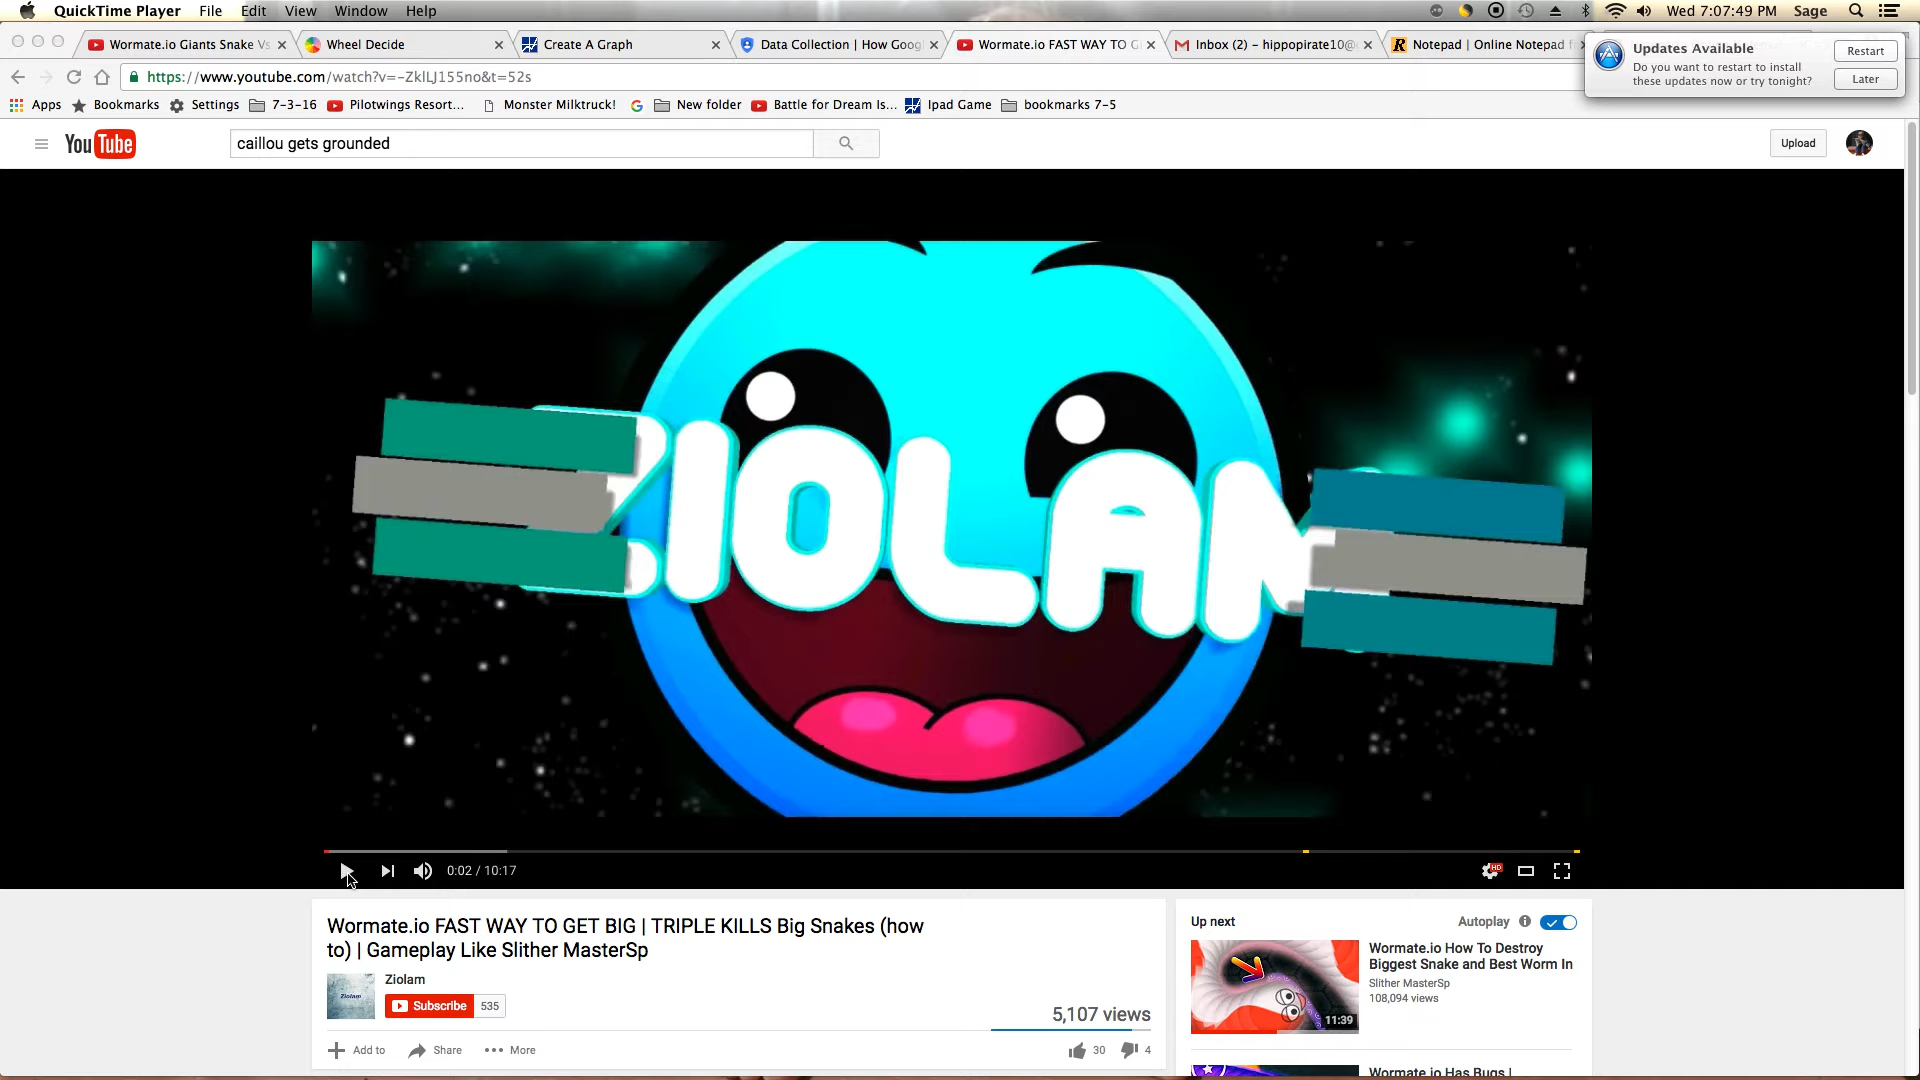 QuickTime Player File Edit View Window Help Wed 7:07:49 PM Sage
Wormate.io Giants Snake Vs Wheel Decide Create A Graph Data Collection | How Goog Wormate.io FAST WAY TO G Inbox (2) - hippopirate10@ Notepad | Online Notepad f
Updates Available
Do you want to restart to install
these updates now or try tonight?
Restart
Later
https://www.youtube.com/watch?v=-ZklLJ155no&t=52s
Apps Bookmarks Settings 7-3-16 Pilotwings Resort... Monster Milktruck! New folder Battle for Dream Is... Ipad Game bookmarks 7-5
YouTube
caillou gets grounded
Upload
ZIOLAM
0:02 / 10:17
HD
Wormate.io FAST WAY TO GET BIG | TRIPLE KILLS Big Snakes (how
to) | Gameplay Like Slither MasterSp
Ziolam
Ziolam
Subscribe 535
5,107 views
Add to Share More
30 4
Up next
Autoplay
Wormate.io How To Destroy
Biggest Snake and Best Worm In
Slither MasterSp
108,094 views
11:39
Wormate.io Has Bugs |